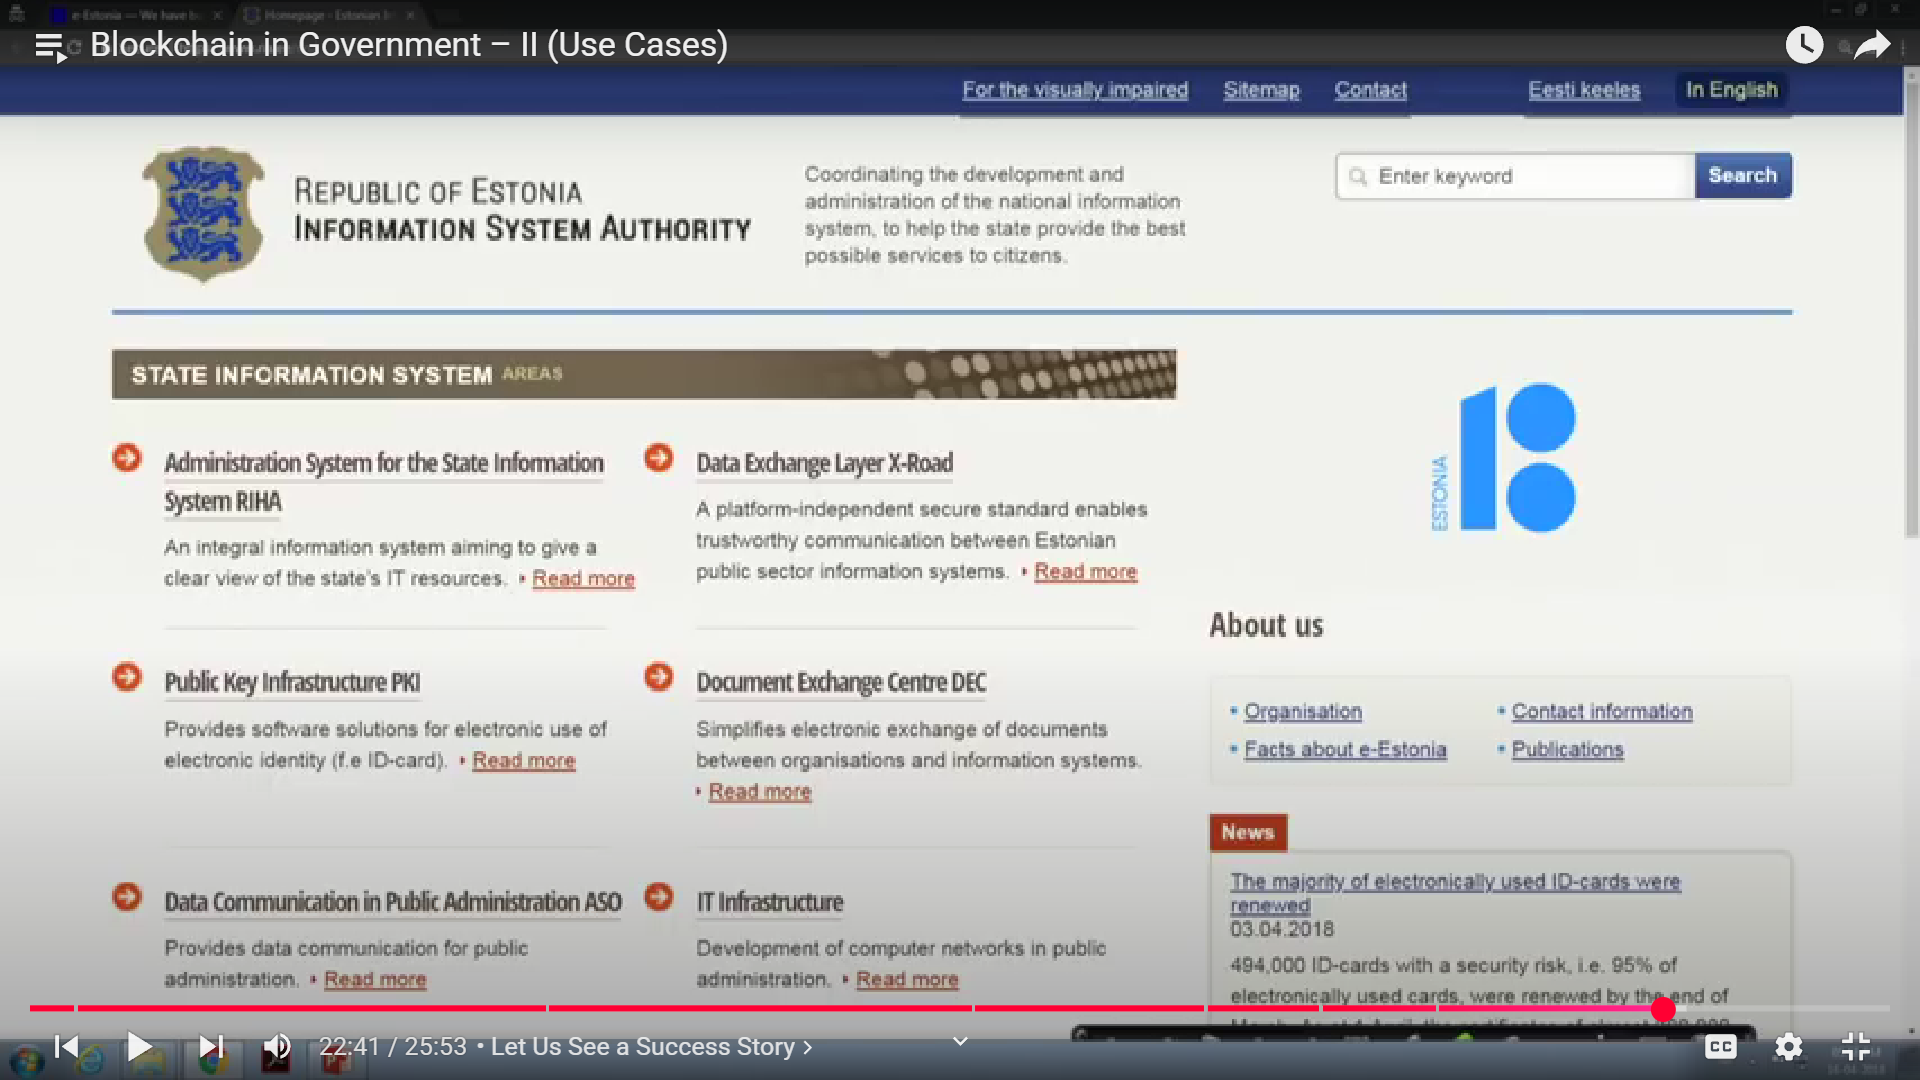 e-Estonia — We have b
Homepage - Estonian I
Blockchain in Government – II (Use Cases)
For the visually impaired
Sitemap
Contact
Eesti keeles
In English
REPUBLIC OF ESTONIA
INFORMATION SYSTEM AUTHORITY
Coordinating the development and
administration of the national information
system, to help the state provide the best
possible services to citizens.
Enter keyword
Search
STATE INFORMATION SYSTEM AREAS
Administration System for the State Information
System RIHA
An integral information system aiming to give a
clear view of the state's IT resources. Read more
Data Exchange Layer X-Road
A platform-independent secure standard enables
trustworthy communication between Estonian
public sector information systems. Read more
ESTONIA
18
Public Key Infrastructure PKI
Provides software solutions for electronic use of
electronic identity (f.e ID-card). Read more
Document Exchange Centre DEC
Simplifies electronic exchange of documents
between organisations and information systems.
Read more
Data Communication in Public Administration ASO
Provides data communication for public
administration. Read more
IT Infrastructure
Development of computer networks in public
administration. Read more
About us
Organisation
Contact information
Facts about e-Estonia
Publications
News
The majority of electronically used ID-cards were
renewed
03.04.2018
494,000 ID-cards with a security risk, i.e. 95% of
electronically used cards, were renewed by the end of
22:41 / 25:53 • Let Us See a Success Story
CC